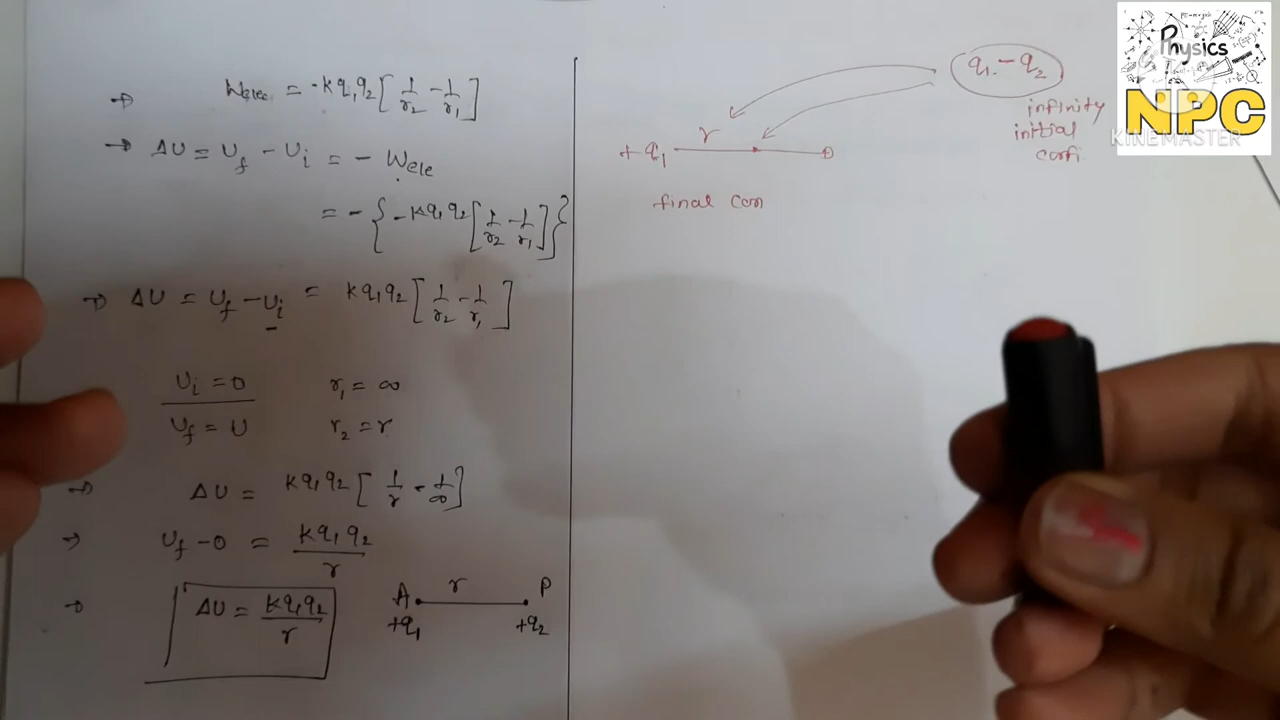 → Wele = -kq₁q₂[1/r₂ - 1/r₁]
→ ΔU = Uf - Ui = - Wele
= -{-kq₁q₂[1/r₂ - 1/r₁]}
→ ΔU = Uf - Ui = kq₁q₂[1/r₂ - 1/r₁]
Ui = 0 r₁ = ∞
Uf = U r₂ = r
→ ΔU = kq₁q₂[1/r - 1/∞]
→ Uf - 0 = kq₁q₂/r
→ ΔU = kq₁q₂/r
A r P
+q₁ +q₂
q₁ - q₂
infinity
initial
confi
r
+q₁
final con
Physics
NPC
KINEMASTER